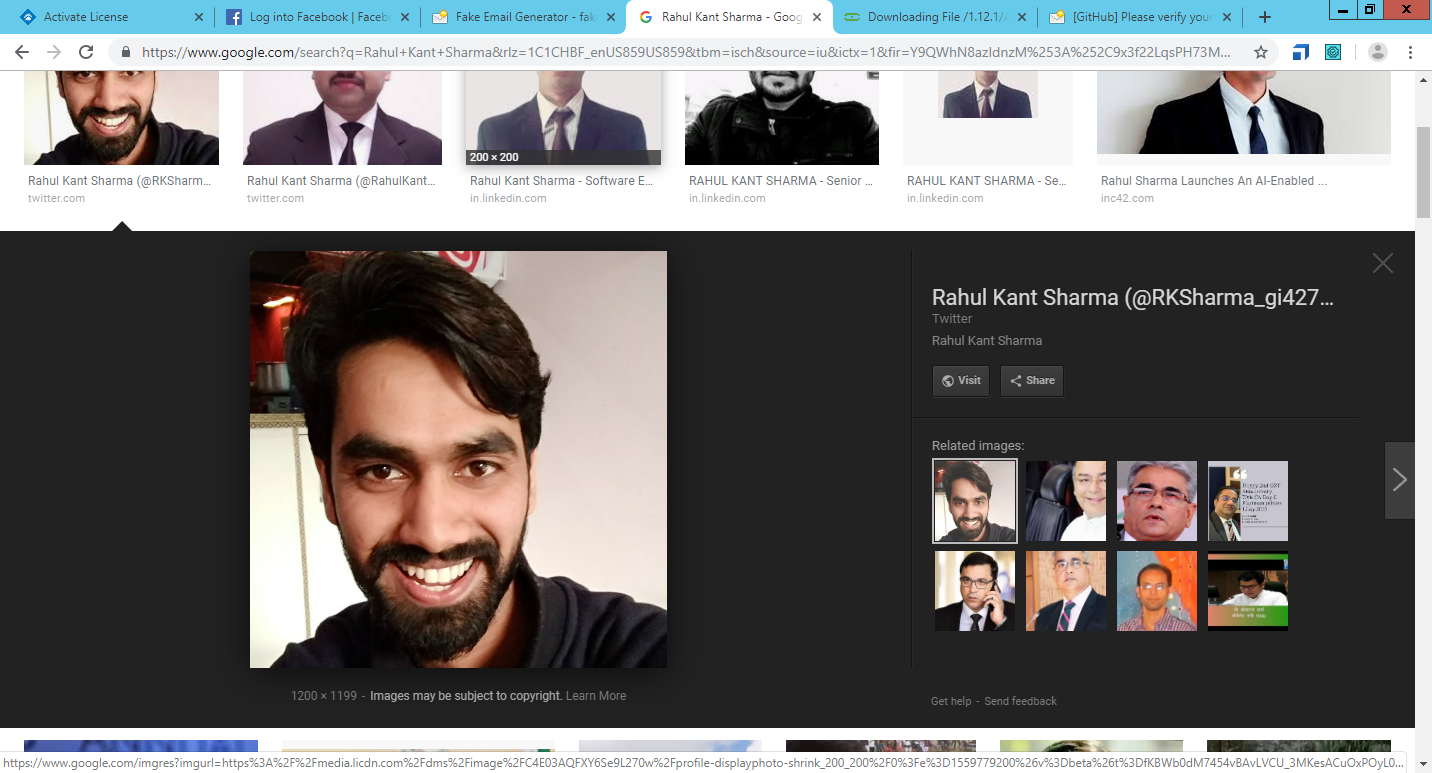 Activate License
Log into Facebook | Faceb
Fake Email Generator - fak
Rahul Kant Sharma - Goog
Downloading File /1.12.1/A
[GitHub] Please verify your
https://www.google.com/search?q=Rahul+Kant+Sharma&rlz=1C1CHBF_enUS859US859&tbm=isch&source=iu&ictx=1&fir=Y9QWhN8azldnzM%253A%252C9x3f22LqsPH73M...
200 × 200
Rahul Kant Sharma (@RKSharm...
twitter.com
Rahul Kant Sharma (@RahulKant...
twitter.com
Rahul Kant Sharma - Software E...
in.linkedin.com
RAHUL KANT SHARMA - Senior ...
in.linkedin.com
RAHUL KANT SHARMA - Se...
in.linkedin.com
Rahul Sharma Launches An AI-Enabled ...
inc42.com
Rahul Kant Sharma (@RKSharma_gi427...
Twitter
Rahul Kant Sharma
Visit
Share
Related images:
Happy 2nd GST
1200 × 1199 - Images may be subject to copyright. Learn More
Get help - Send feedback
https://www.google.com/imgres?imgurl=https%3A%2F%2Fmedia.licdn.com%2Fdms%2Fimage%2FC4E03AQFXY6Se9L270w%2Fprofile-displayphoto-shrink_200_200%2F0%3Fe%3D1559779200%26v%3Dbeta%26t%3DfKBWb0dM7454vBAvLVCU_3MKesACuOxPOyL0...